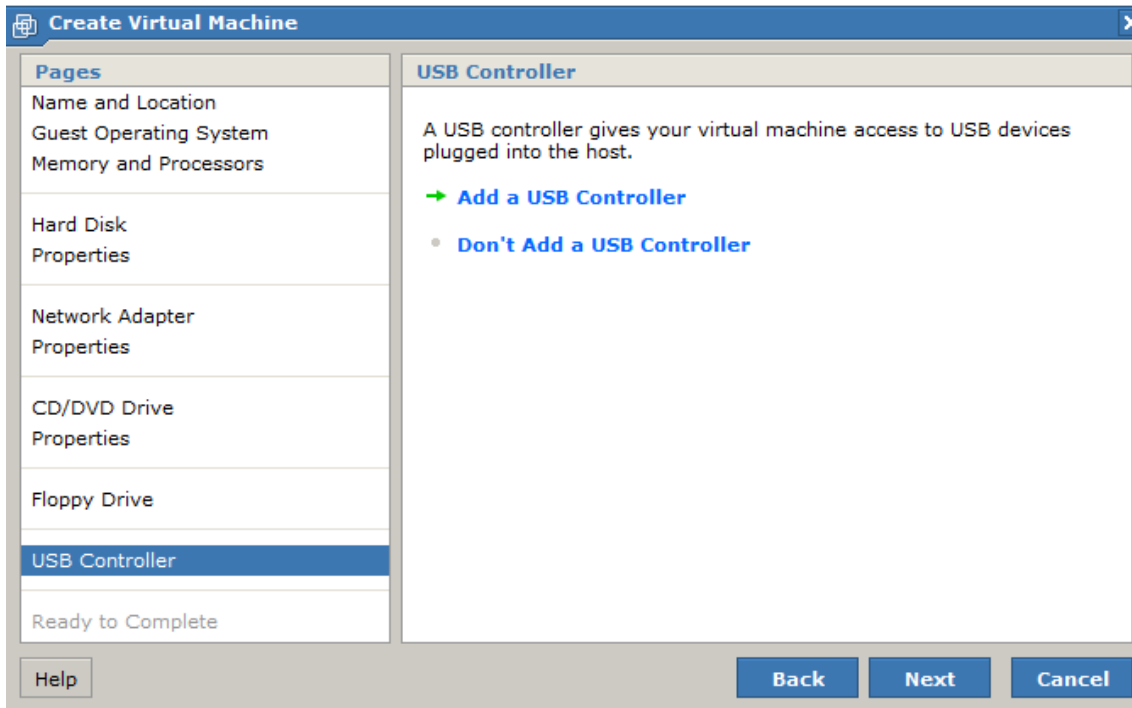 Create Virtual Machine
Pages
Name and Location
Guest Operating System
Memory and Processors
Hard Disk
Properties
Network Adapter
Properties
CD/DVD Drive
Properties
Floppy Drive
USB Controller
Ready to Complete
USB Controller
A USB controller gives your virtual machine access to USB devices
plugged into the host.
Add a USB Controller
Don't Add a USB Controller
Help
Back
Next
Cancel